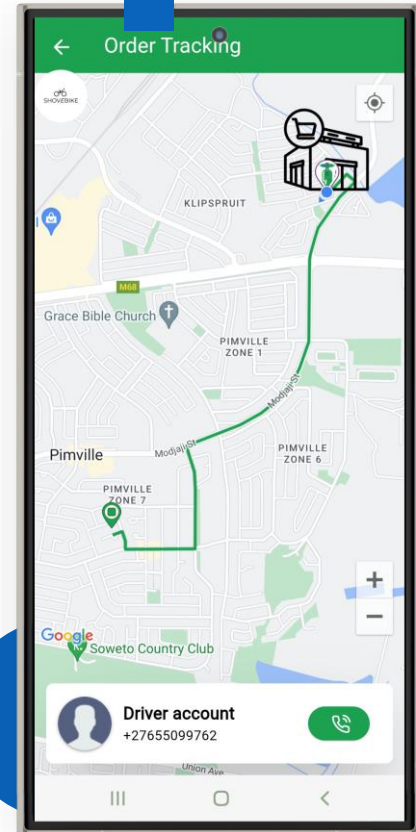 Order Tracking
SHOVEBIKE
KLIPSPRUIT
M68
Grace Bible Church
PIMVILLE
ZONE 1
Modjaji St
Pimville
Modjaji St
PIMVILLE
ZONE 6
PIMVILLE
ZONE 7
+
−
Google
Soweto Country Club
Driver account
+27655099762
Union Ave